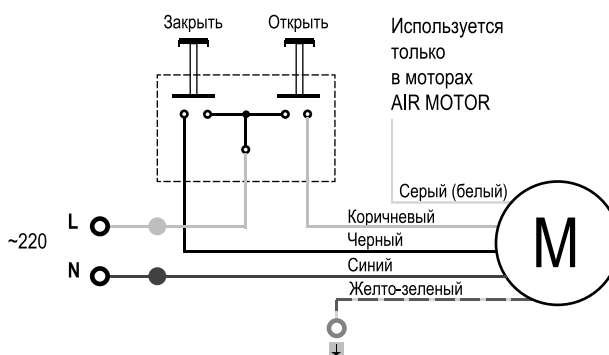 Закрыть
Открыть
Используется
только
в моторах
AIR MOTOR
Серый (белый)
L
Коричневый
~220
Черный
M
N
Синий
Желто-зеленый